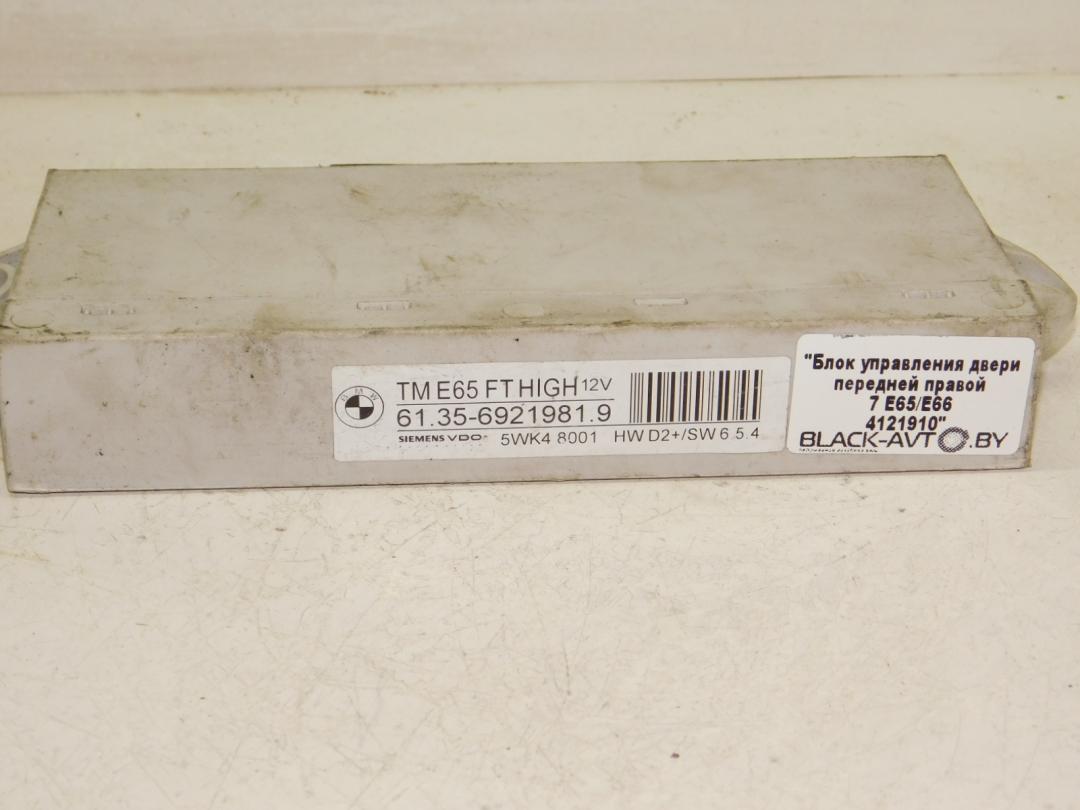 BMW
TM E65 FT HIGH 12V
61.35-6921981.9
SIEMENS VDO 5WK4 8001 HW D2+/SW 6.5.4
"Блок управления двери
передней правой
7 E65/E66
4121910"
BLACK-AVTO.BY